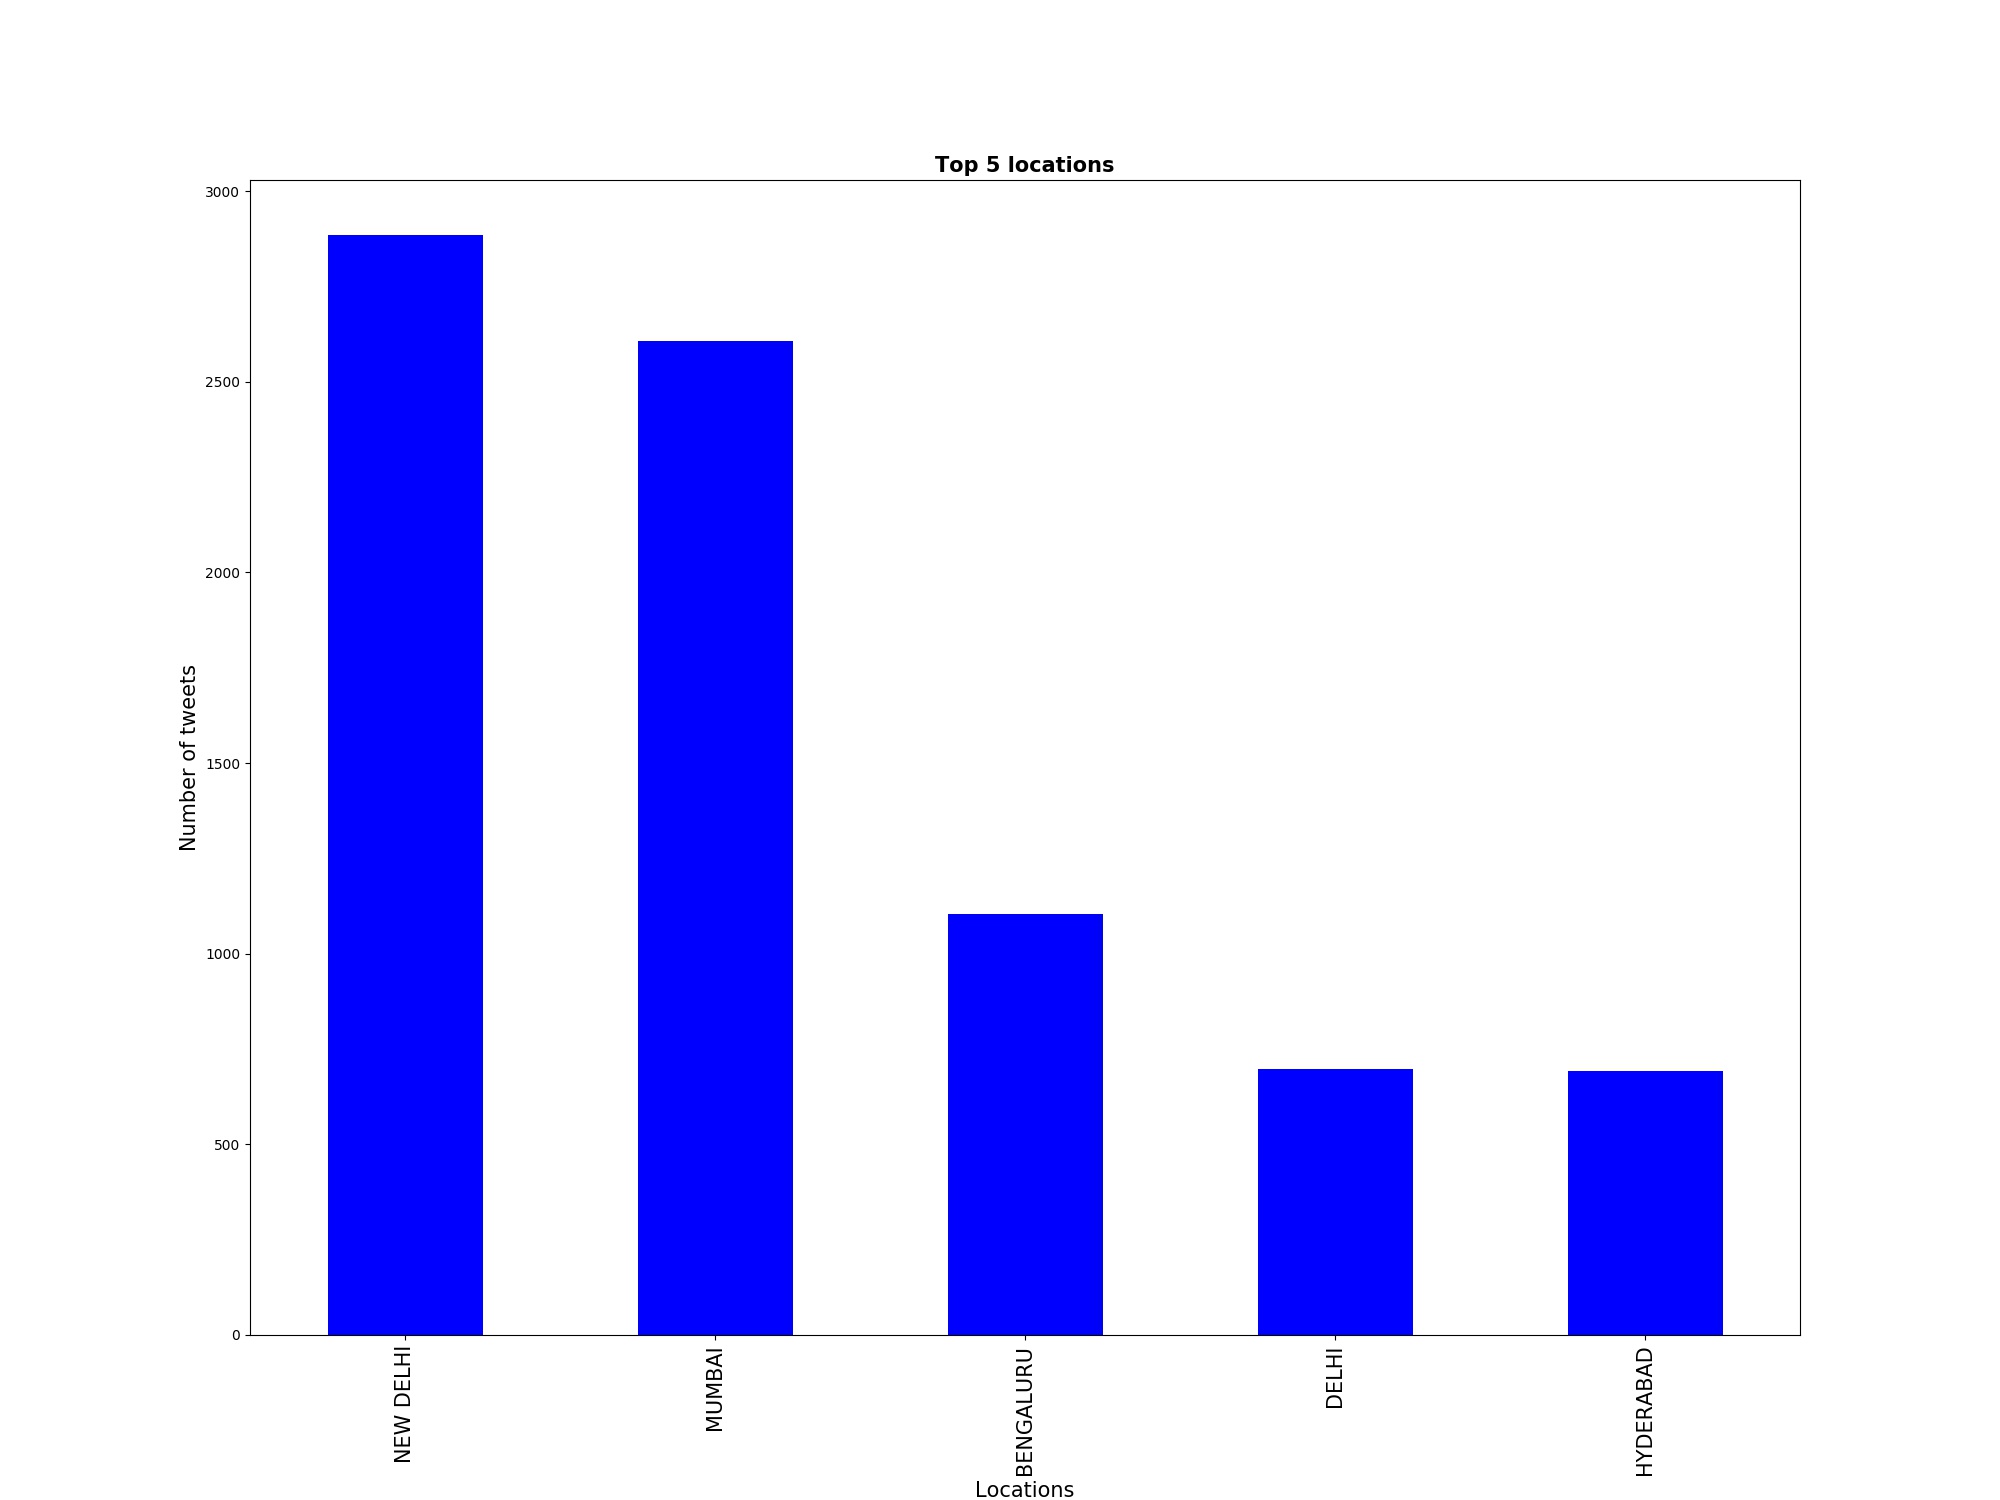 Top 5 locations
3000
2500
2000
1500
1000
500
0
Number of tweets
NEW DELHI
MUMBAI
BENGALURU
DELHI
HYDERABAD
Locations